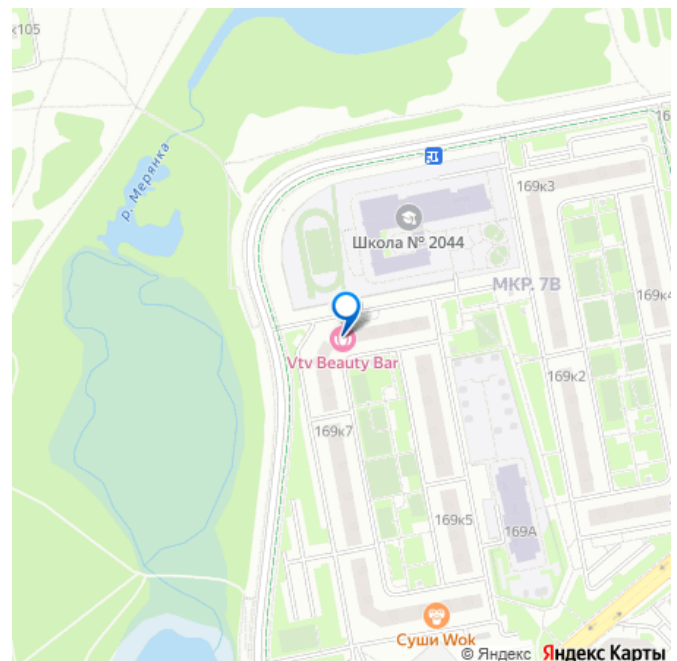 к105
р. Мерянка
16
169к3
Школа № 2044
МКР. 7В
169к4
Vtv Beauty Bar
169к2
169к7
169к5
169А
Суши Wok
© Яндекс Яндекс Карты